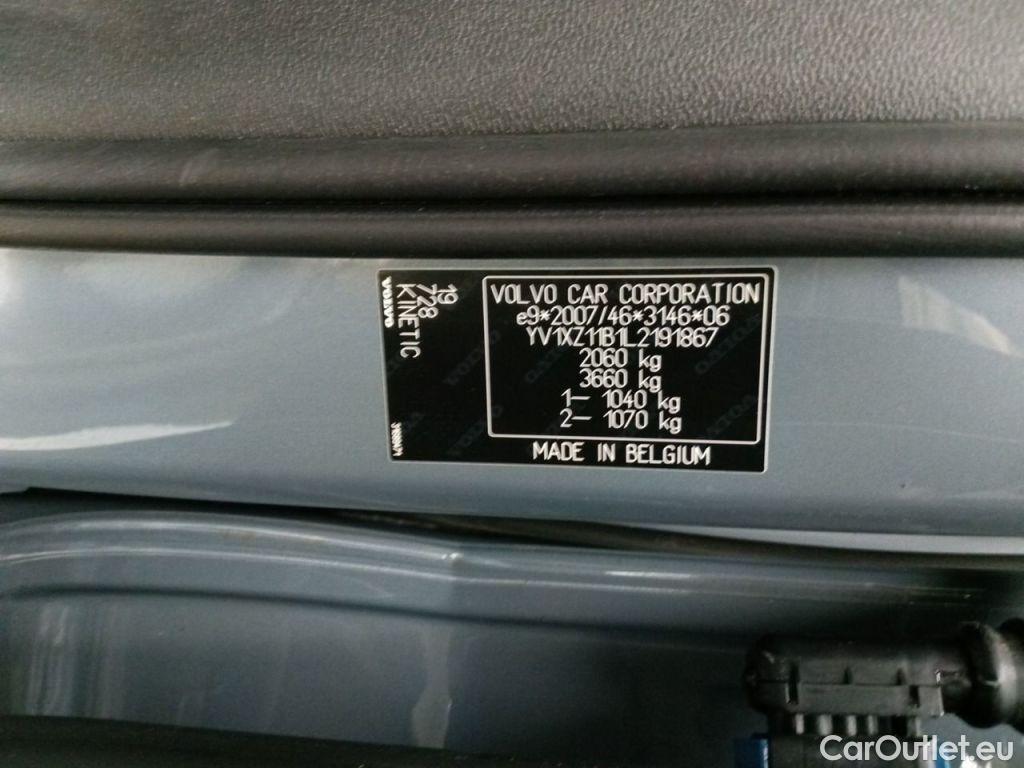 VOLVO
19
728
KINETIC
VOLVO CAR CORPORATION
e9*2007/46*3146*06
YV1XZ11B1L2191867
2060 kg
3660 kg
1- 1040 kg
2- 1070 kg
MADE IN BELGIUM
CarOutlet.eu